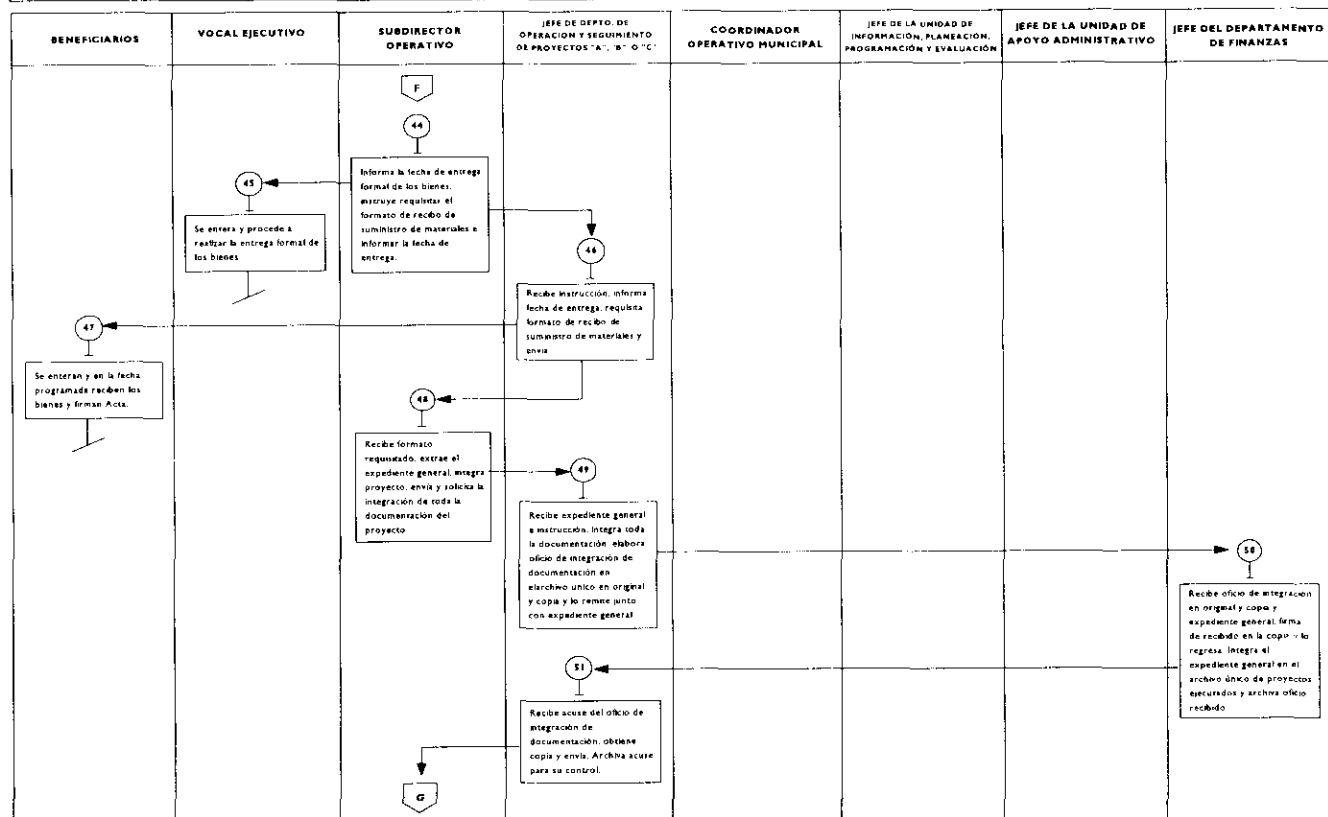 BENEFICIARIOS
VOCAL EJECUTIVO
SUBDIRECTOR
OPERATIVO
JEFE DE DEPTO. DE
OPERACION Y SEGUIMIENTO
DE PROYECTOS "A", "B" O "C"
COORDINADOR
OPERATIVO MUNICIPAL
JEFE DE LA UNIDAD DE
INFORMACIÓN, PLANEACION,
PROGRAMACIÓN Y EVALUACIÓN
JEFE DE LA UNIDAD DE
APOYO ADMINISTRATIVO
JEFE DEL DEPARTAMENTO
DE FINANZAS
F
44
Informa la fecha de entrega
formal de los bienes,
instruye requisitar el
formato de recibo de
suministro de materiales e
informar la fecha de
entrega.
45
Se entera y procede a
realizar la entrega formal de
los bienes
46
Recibe instrucción, informa
fecha de entrega, requisita
formato de recibo de
suministro de materiales y
envía
47
Se enteran y en la fecha
programada reciben los
bienes y firman Acta.
48
Recibe formato
requisitado, extrae el
expediente general, integra
proyecto, envía y solicita la
integración de toda la
documentación del
proyecto
49
Recibe expediente general
e instrucción. Integra toda
la documentación elabora
oficio de integración de
documentación en
elarchivo unico en original
y copia y lo remite junto
con expediente general
50
Recibe oficio de integración
en original y copia y
expediente general, firma
de recibido en la copia y lo
regresa. Integra el
expediente general en el
archivo único de proyectos
ejecutados y archiva oficio
recibido
51
Recibe acuse del oficio de
integración de
documentación, obtiene
copia y envía. Archiva acuse
para su control.
G